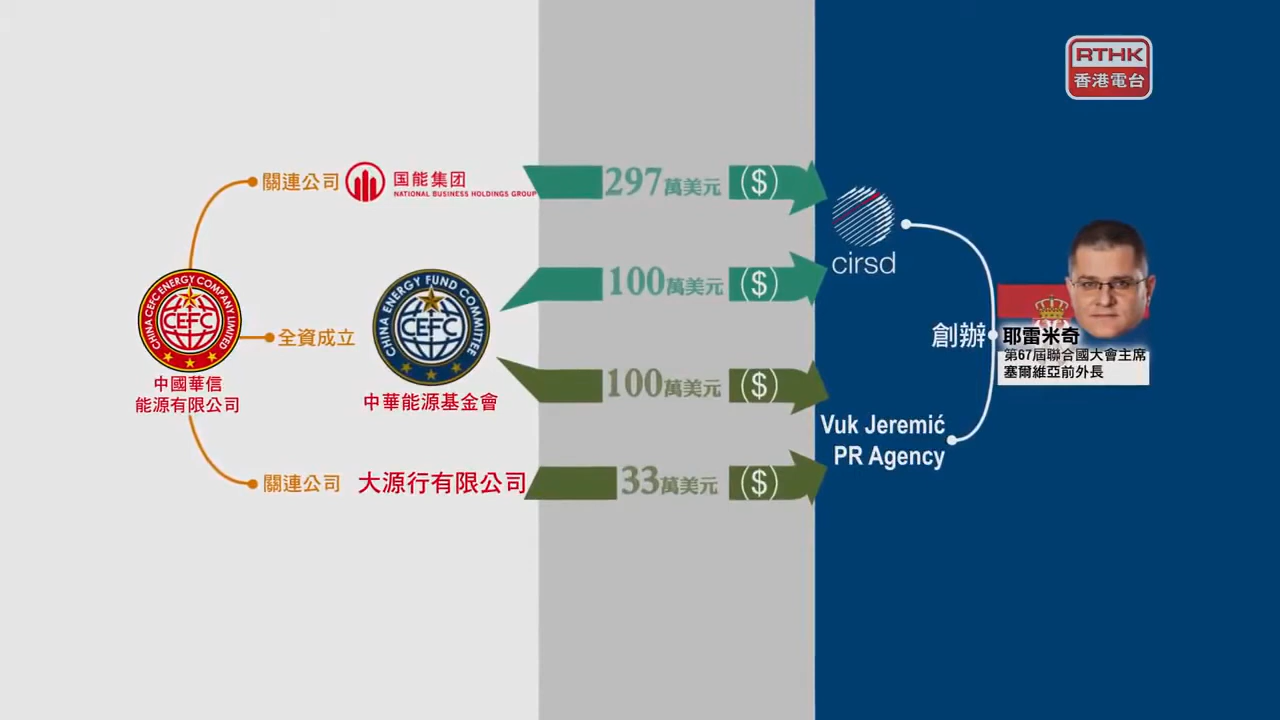 RTHK
香港電台
關連公司
国能集团
NATIONAL BUSINESS HOLDINGS GROUP
297萬美元
($)
cirsd
CHINA CEFC ENERGY COMPANY LIMITED
CEFC
中國華信
能源有限公司
全資成立
CHINA ENERGY FUND COMMITTEE
CEFC
中華能源基金會
100萬美元
($)
100萬美元
($)
創辦
耶雷米奇
第67屆聯合國大會主席
塞爾維亞前外長
Vuk Jeremić
PR Agency
關連公司
大源行有限公司
33萬美元
($)